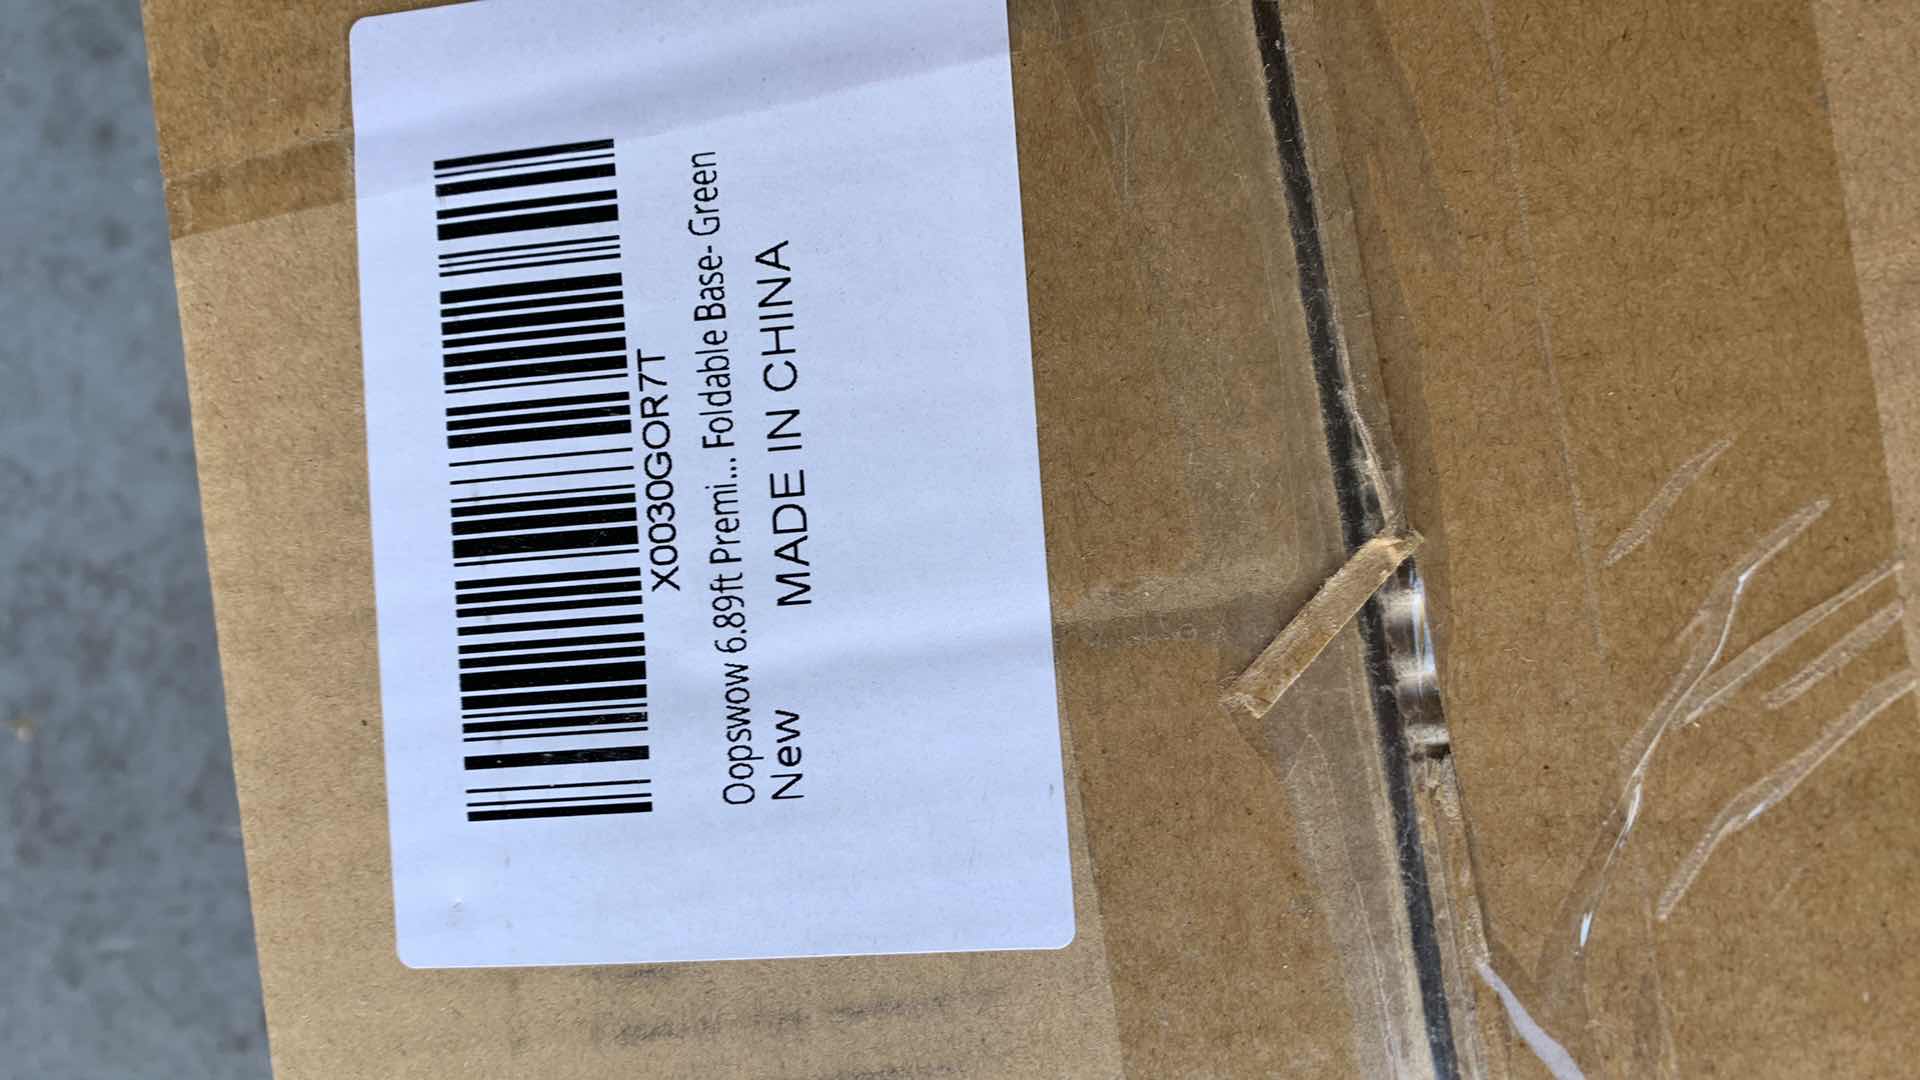 X0030GOR7T
Oopswow 6.89ft Premi... Foldable Base- Green
New MADE IN CHINA